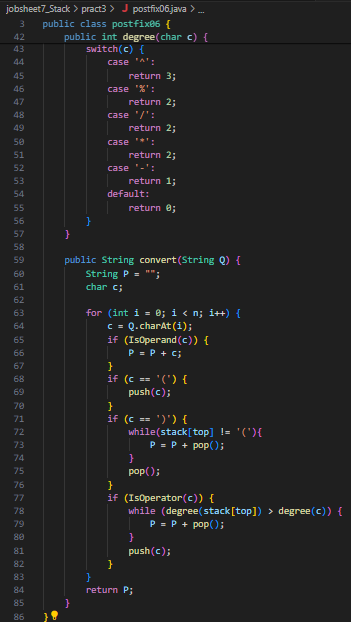 jobsheet7_Stack > pract3 > J postfix06.java > ...
3 public class postfix06 {
42 public int degree(char c) {
43 switch(c) {
44 case '^':
45 return 3;
46 case '%':
47 return 2;
48 case '/':
49 return 2;
50 case '*':
51 return 2;
52 case '-':
53 return 1;
54 default:
55 return 0;
56 }
57 }
58
59 public String convert(String Q) {
60 String P = "";
61 char c;
62
63 for (int i = 0; i < n; i++) {
64 c = Q.charAt(i);
65 if (IsOperand(c)) {
66 P = P + c;
67 }
68 if (c == '(') {
69 push(c);
70 }
71 if (c == ')') {
72 while(stack[top] != '('){
73 P = P + pop();
74 }
75 pop();
76 }
77 if (IsOperator(c)) {
78 while (degree(stack[top]) > degree(c)) {
79 P = P + pop();
80 }
81 push(c);
82 }
83 }
84 return P;
85 }
86 }